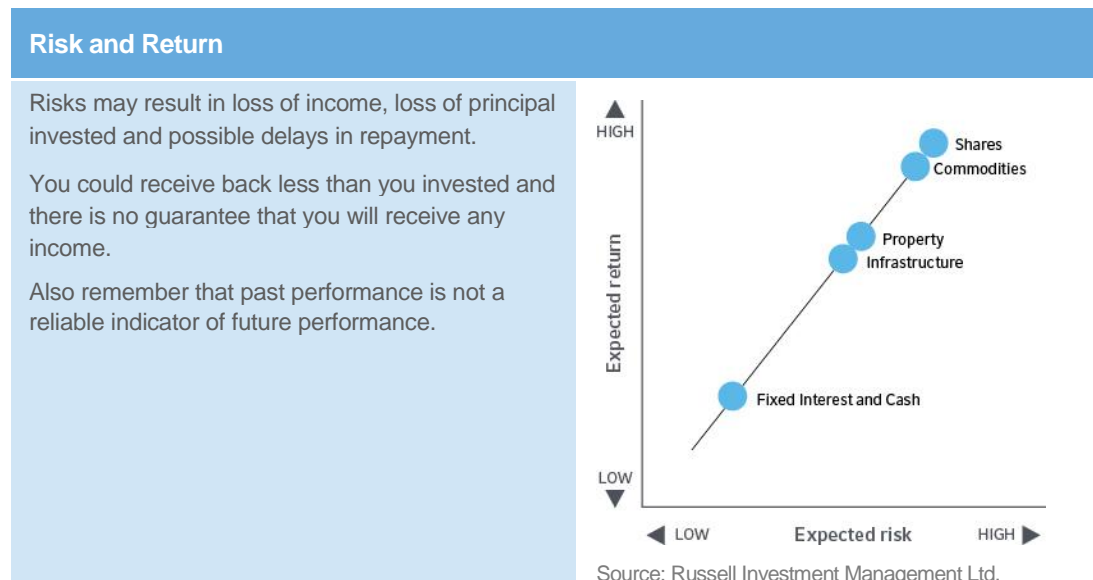 Risk and Return
Risks may result in loss of income, loss of principal
invested and possible delays in repayment.
You could receive back less than you invested and
there is no guarantee that you will receive any
income.
Also remember that past performance is not a
reliable indicator of future performance.
HIGH
Shares
Commodities
Property
Infrastructure
Expected return
Fixed Interest and Cash
LOW
LOW Expected risk HIGH
Source: Russell Investment Management Ltd.